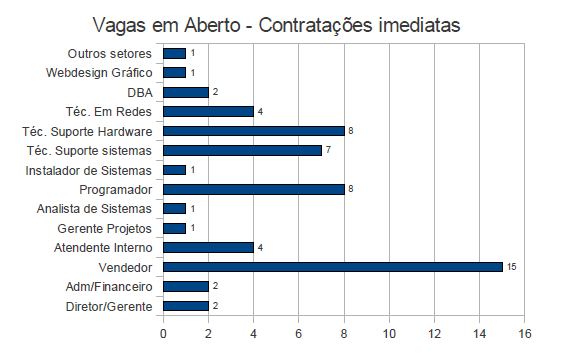 Vagas em Aberto - Contratações imediatas
Outros setores 1
Webdesign Gráfico 1
DBA 2
Téc. Em Redes 4
Téc. Suporte Hardware 8
Téc. Suporte sistemas 7
Instalador de Sistemas 1
Programador 8
Analista de Sistemas 1
Gerente Projetos 1
Atendente Interno 4
Vendedor 15
Adm/Financeiro 2
Diretor/Gerente 2
0 2 4 6 8 10 12 14 16